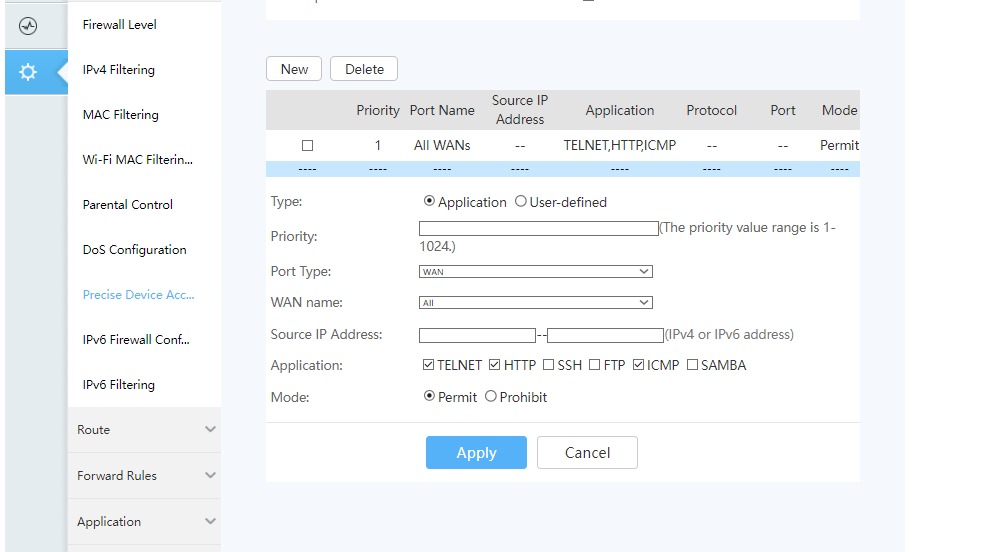 Firewall Level
IPv4 Filtering
MAC Filtering
Wi-Fi MAC Filterin...
Parental Control
DoS Configuration
Precise Device Acc...
IPv6 Firewall Conf...
IPv6 Filtering
Route
Forward Rules
Application
New Delete
Priority Port Name Source IP Address Application Protocol Port Mode
1 All WANs -- TELNET,HTTP,ICMP -- -- Permit
---- ---- ---- ---- ---- ---- ---- ----
Type: Application User-defined
Priority: (The priority value range is 1-
1024.)
Port Type: WAN
WAN name: All
Source IP Address: -- (IPv4 or IPv6 address)
Application: TELNET HTTP SSH FTP ICMP SAMBA
Mode: Permit Prohibit
Apply Cancel